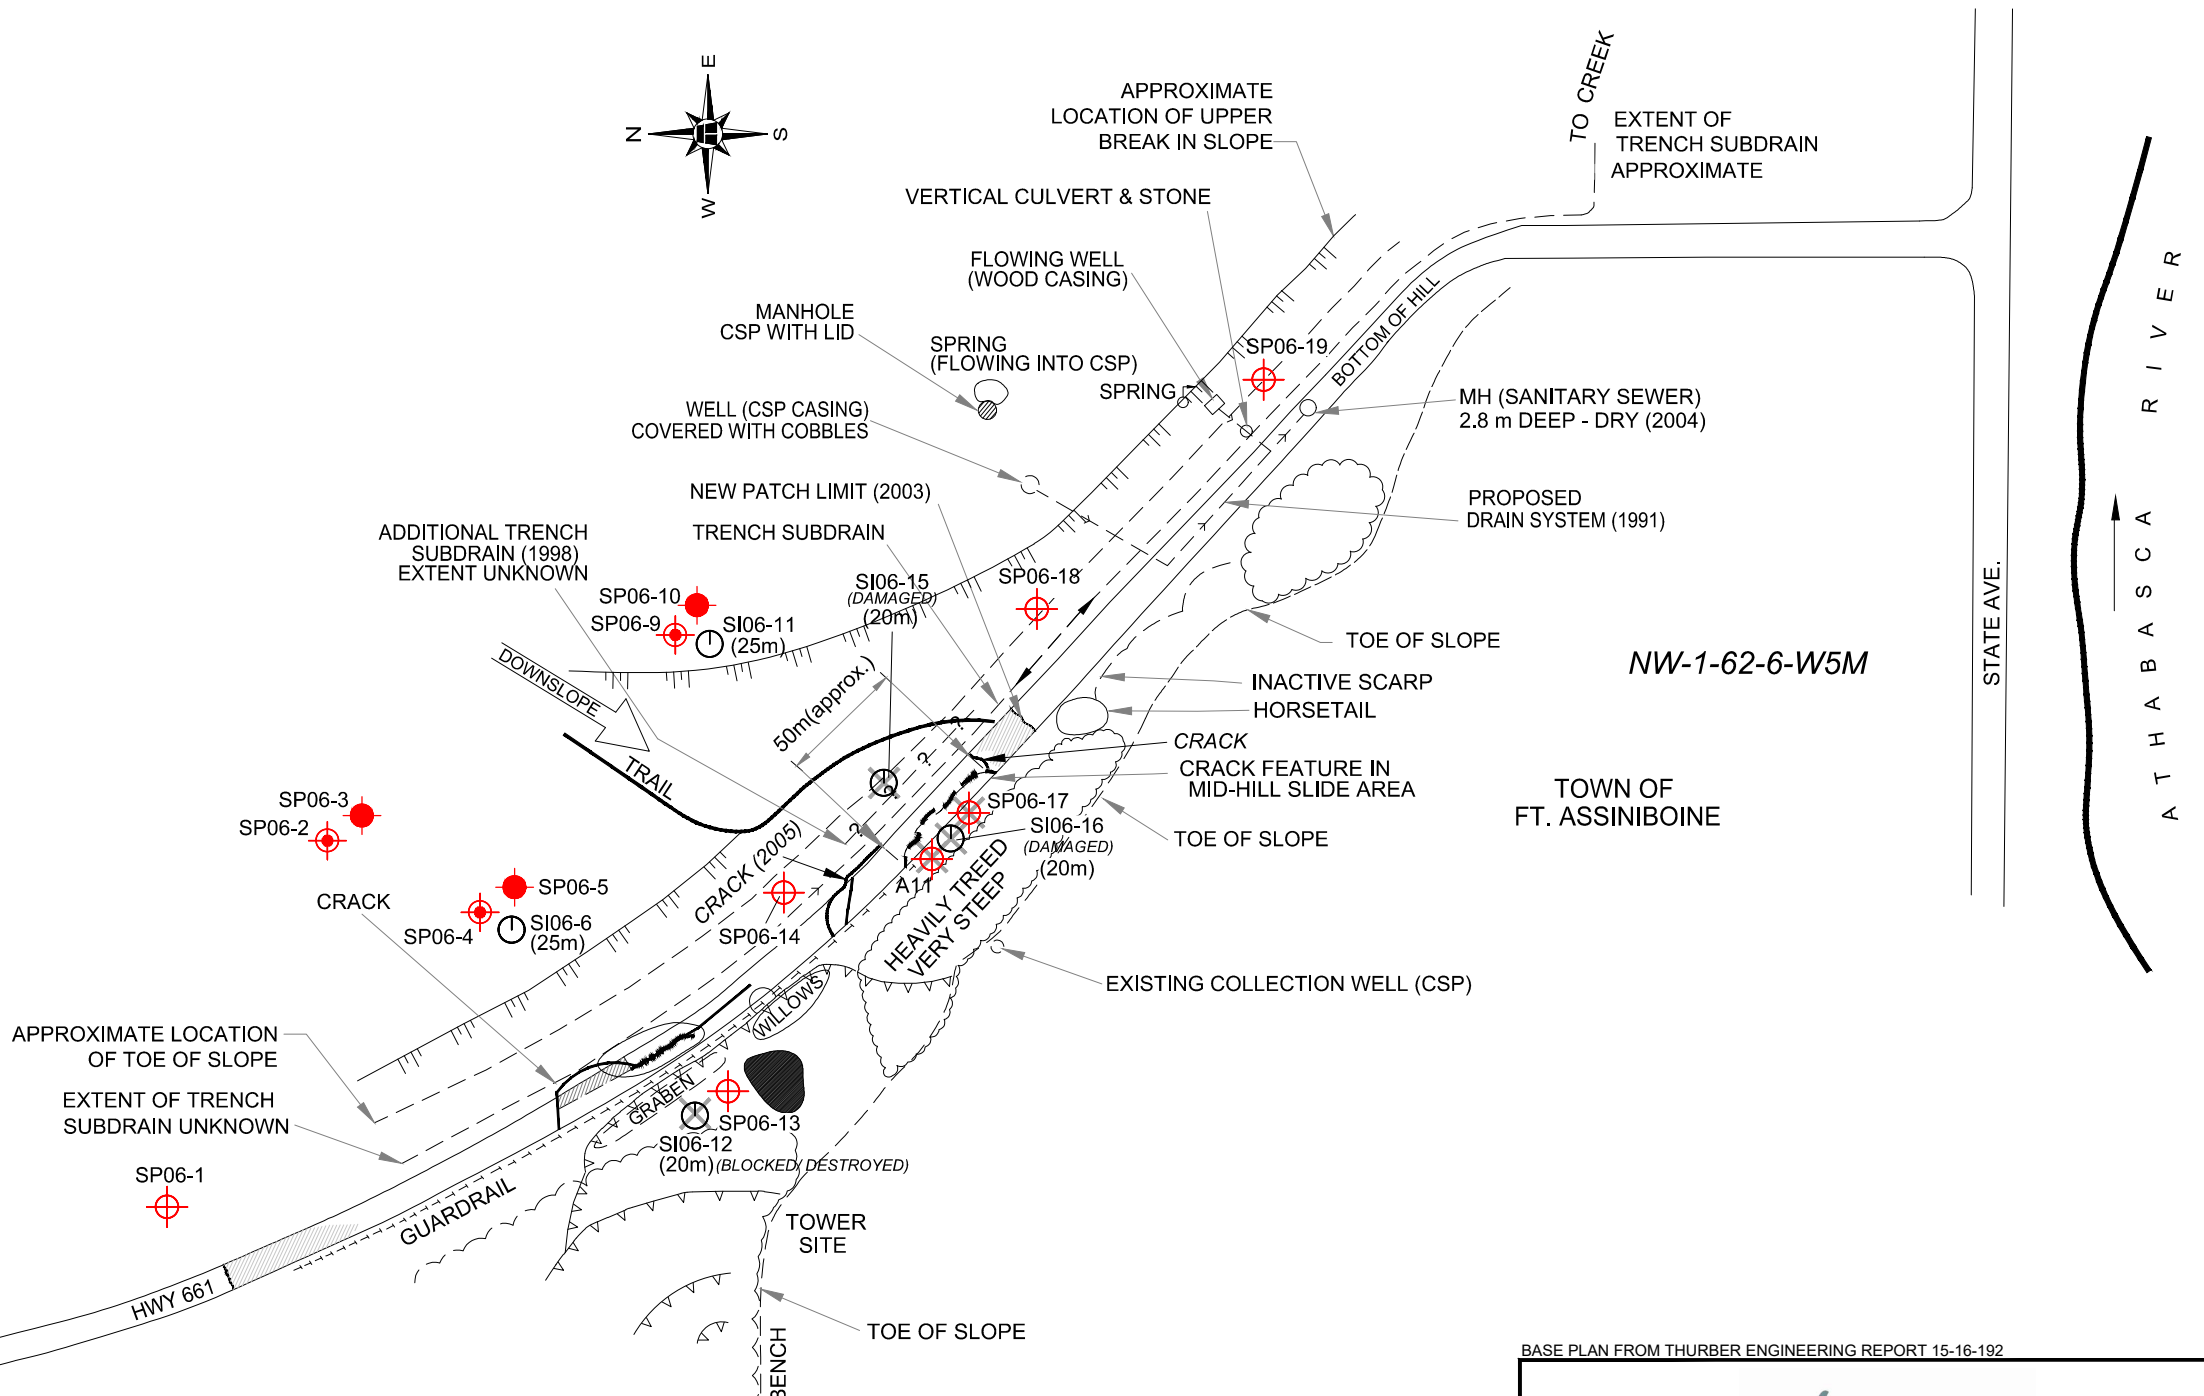 E
N
S
W
APPROXIMATE
LOCATION OF UPPER
BREAK IN SLOPE
TO CREEK
EXTENT OF
TRENCH SUBDRAIN
APPROXIMATE
VERTICAL CULVERT & STONE
FLOWING WELL
(WOOD CASING)
MANHOLE
CSP WITH LID
SPRING
(FLOWING INTO CSP)
SPRING
SP06-19
BOTTOM OF HILL
MH (SANITARY SEWER)
2.8 m DEEP - DRY (2004)
WELL (CSP CASING)
COVERED WITH COBBLES
NEW PATCH LIMIT (2003)
TRENCH SUBDRAIN
PROPOSED
DRAIN SYSTEM (1991)
ADDITIONAL TRENCH
SUBDRAIN (1998)
EXTENT UNKNOWN
SI06-15
(DAMAGED)
(20m)
SP06-18
SP06-10
SP06-9
SI06-11
(25m)
TOE OF SLOPE
NW-1-62-6-W5M
STATE AVE.
ATHABASCA RIVER
DOWNSLOPE
50m(approx.)
INACTIVE SCARP
HORSETAIL
CRACK
CRACK FEATURE IN
MID-HILL SLIDE AREA
TRAIL
?
?
?
?
SP06-3
SP06-2
SP06-17
SI06-16
(DAMAGED)
(20m)
TOE OF SLOPE
TOWN OF
FT. ASSINIBOINE
CRACK (2005)
A11
HEAVILY TREED
VERY STEEP
CRACK
SP06-5
SP06-4
SI06-6
(25m)
SP06-14
EXISTING COLLECTION WELL (CSP)
WILLOWS
APPROXIMATE LOCATION
OF TOE OF SLOPE
EXTENT OF TRENCH
SUBDRAIN UNKNOWN
GRABEN
SP06-13
SI06-12
(20m) (BLOCKED/DESTROYED)
SP06-1
GUARDRAIL
TOWER
SITE
HWY 661
TOE OF SLOPE
BENCH
BASE PLAN FROM THURBER ENGINEERING REPORT 15-16-192